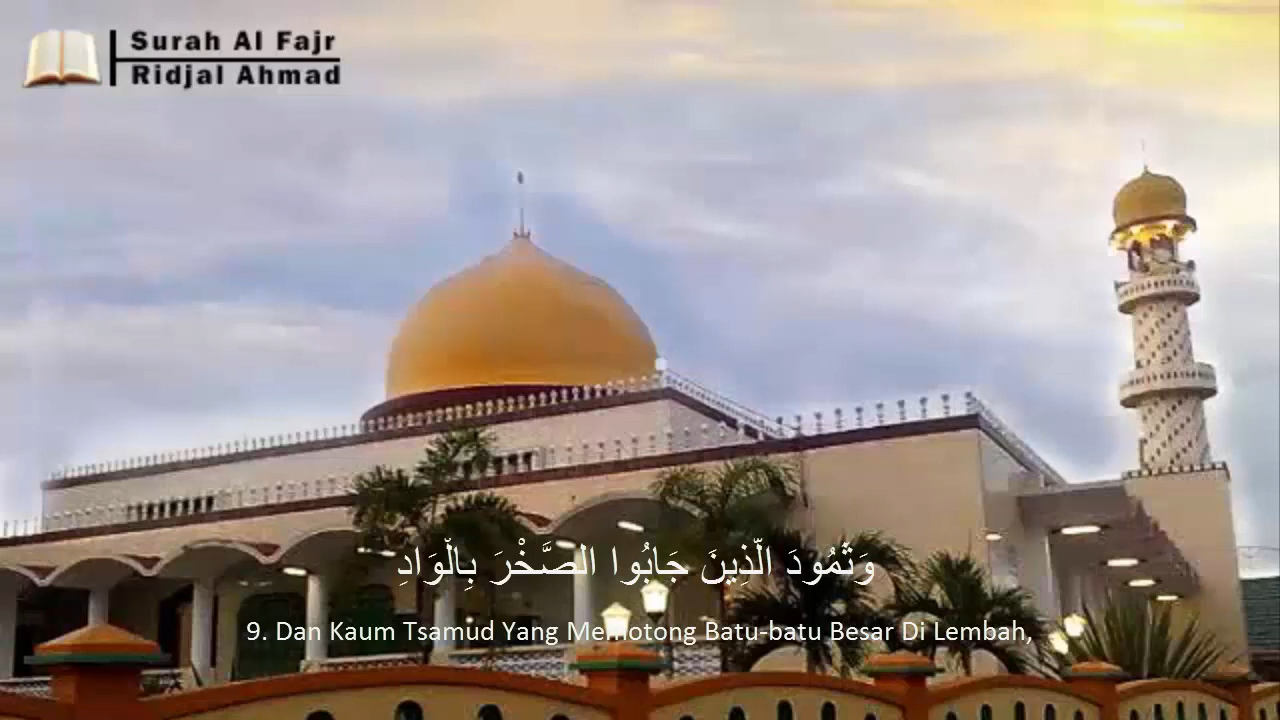 Surah Al Fajr
Ridjal Ahmad
وَثَمُودَ الَّذِينَ جَابُوا الصَّخْرَ بِالْوَادِ
9. Dan Kaum Tsamud Yang Memotong Batu-batu Besar Di Lembah,